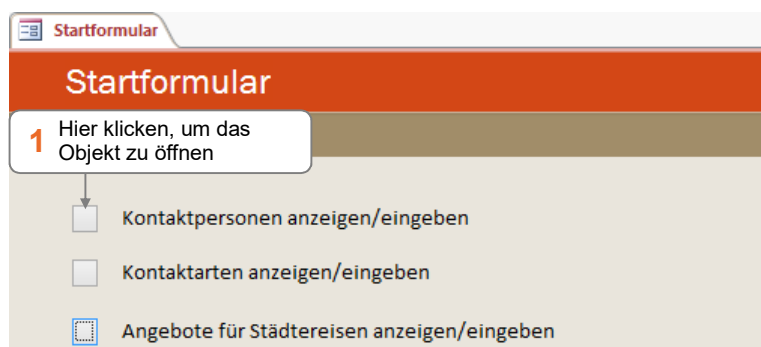 Startformular
Startformular
1 Hier klicken, um das
Objekt zu öffnen
Kontaktpersonen anzeigen/eingeben
Kontaktarten anzeigen/eingeben
Angebote für Städtereisen anzeigen/eingeben